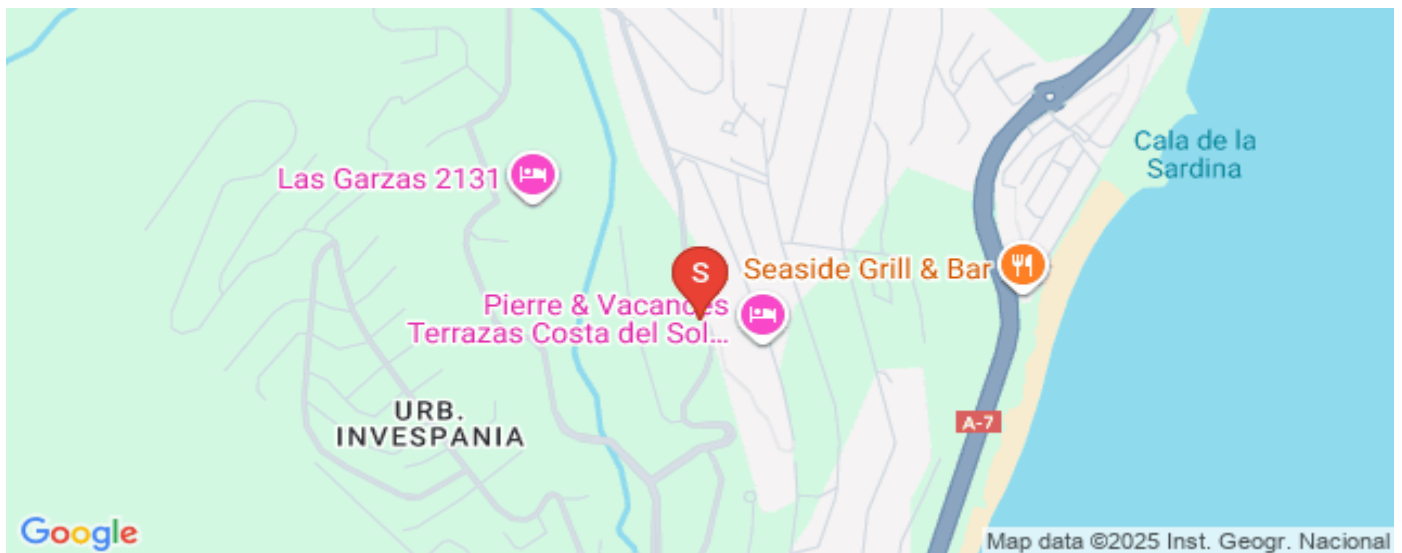 Cala de la
Sardina
Las Garzas 2131
S
Seaside Grill & Bar
Pierre & Vacances
Terrazas Costa del Sol...
URB.
INVESPANIA
A-7
Google
Map data ©2025 Inst. Geogr. Nacional